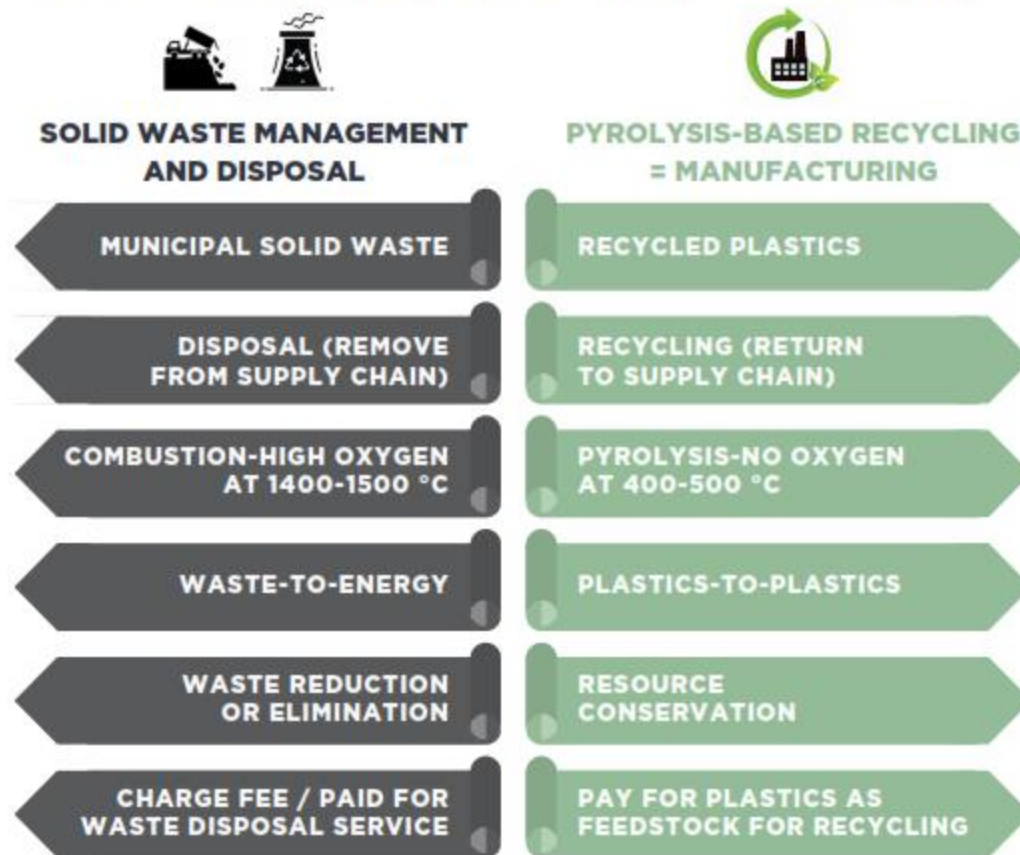 SOLID WASTE MANAGEMENT
AND DISPOSAL
PYROLYSIS-BASED RECYCLING
= MANUFACTURING
MUNICIPAL SOLID WASTE
RECYCLED PLASTICS
DISPOSAL (REMOVE
FROM SUPPLY CHAIN)
RECYCLING (RETURN
TO SUPPLY CHAIN)
COMBUSTION-HIGH OXYGEN
AT 1400-1500 °C
PYROLYSIS-NO OXYGEN
AT 400-500 °C
WASTE-TO-ENERGY
PLASTICS-TO-PLASTICS
WASTE REDUCTION
OR ELIMINATION
RESOURCE
CONSERVATION
CHARGE FEE / PAID FOR
WASTE DISPOSAL SERVICE
PAY FOR PLASTICS AS
FEEDSTOCK FOR RECYCLING